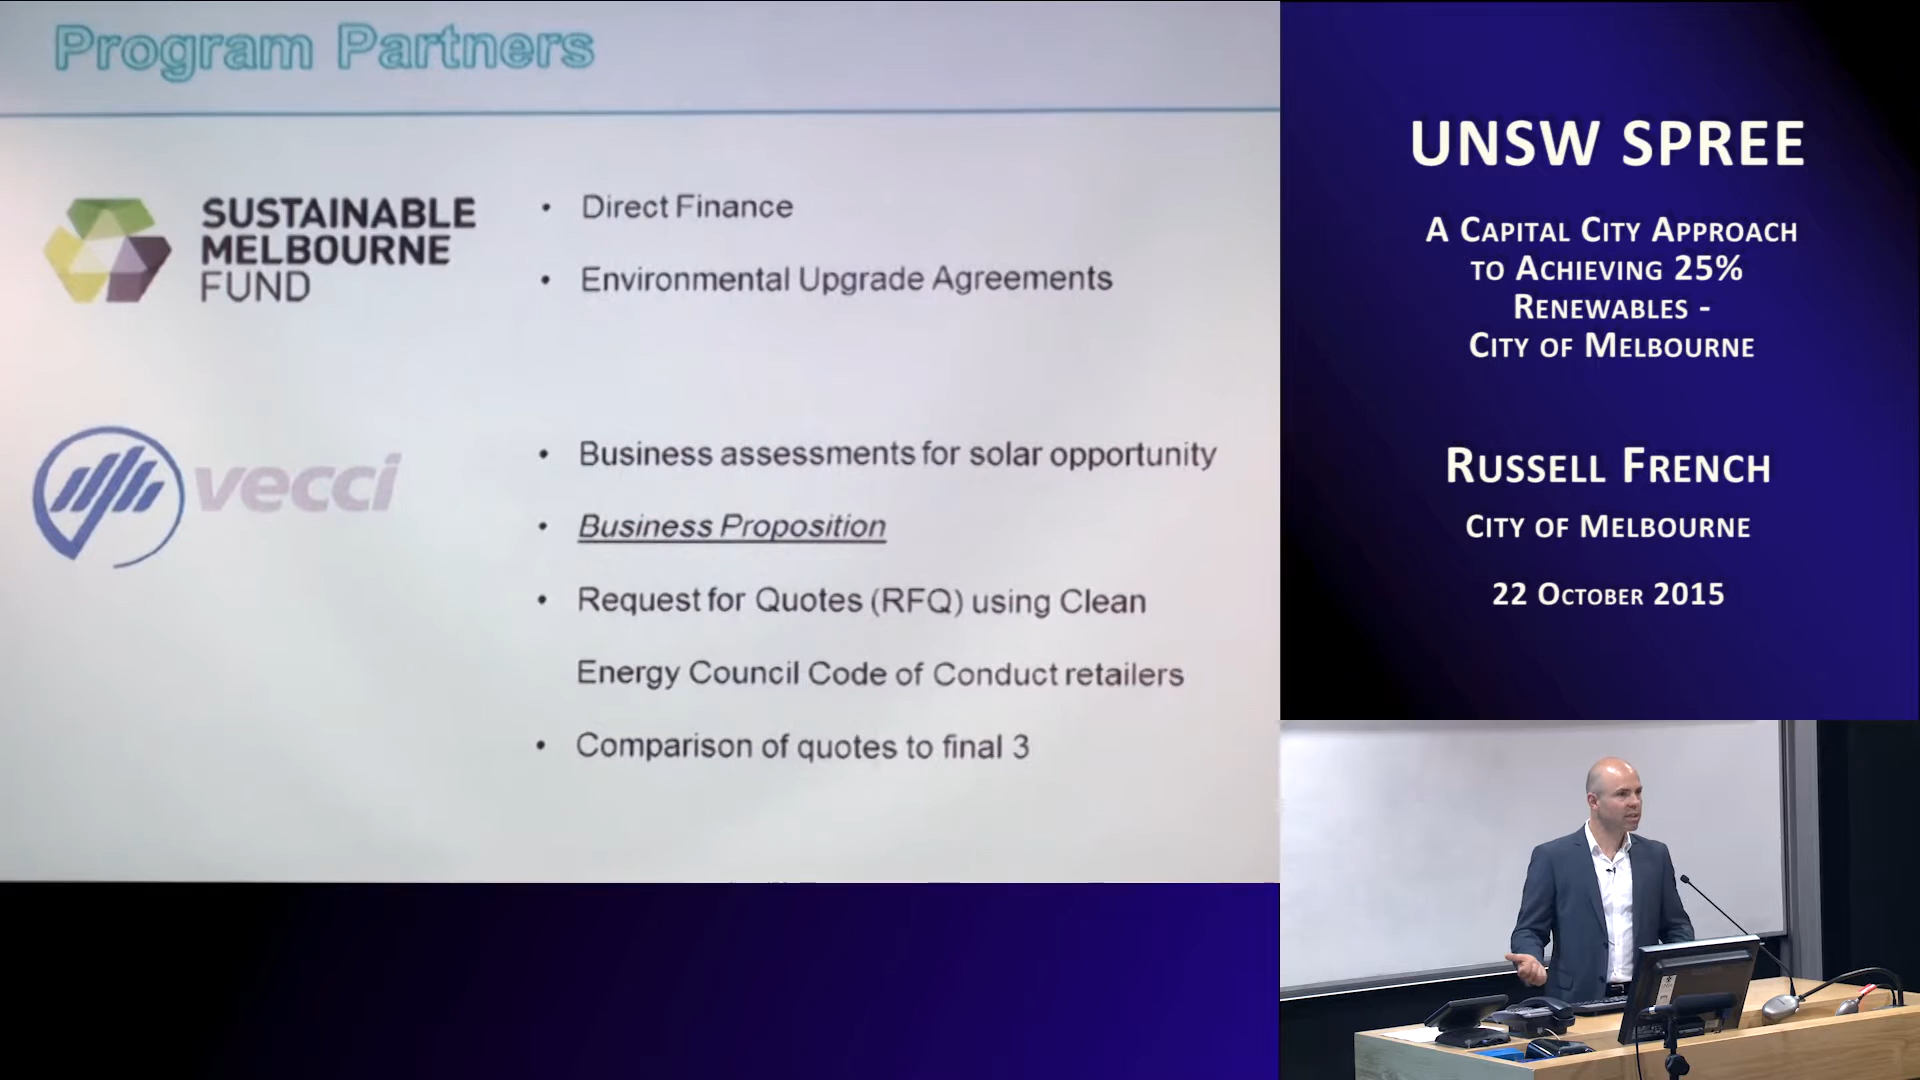 Program Partners
SUSTAINABLE
MELBOURNE
FUND
• Direct Finance
• Environmental Upgrade Agreements
vecci
• Business assessments for solar opportunity
• Business Proposition
• Request for Quotes (RFQ) using Clean
Energy Council Code of Conduct retailers
• Comparison of quotes to final 3
UNSW SPREE
A CAPITAL CITY APPROACH
TO ACHIEVING 25%
RENEWABLES -
CITY OF MELBOURNE
RUSSELL FRENCH
CITY OF MELBOURNE
22 OCTOBER 2015